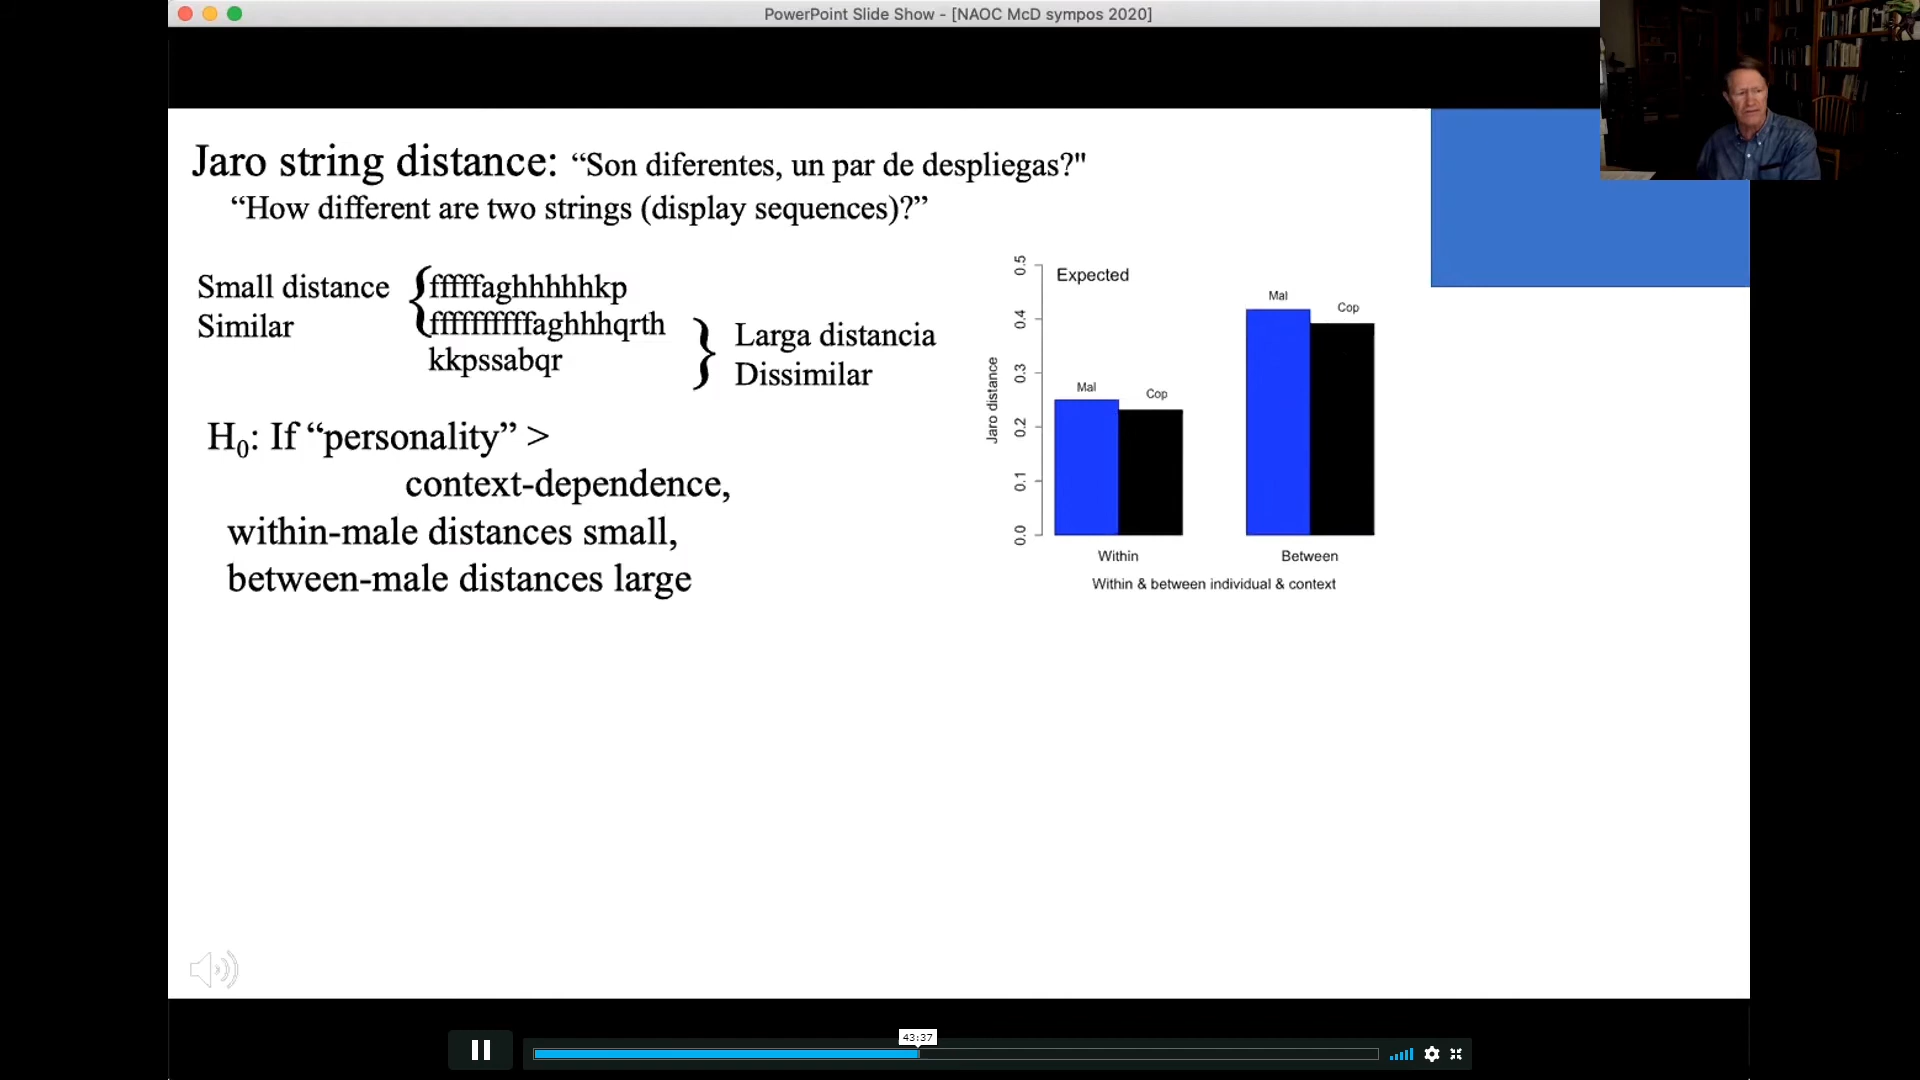 PowerPoint Slide Show - [NAOC McD sympos 2020]
Jaro string distance: “Son diferentes, un par de despliegas?"
“How different are two strings (display sequences)?”
Small distance
Similar
fffffaghhhhhhkp
ffffffffffaghhhqrth
kkpssabqr
Larga distancia
Dissimilar
H0: If “personality” >
context-dependence,
within-male distances small,
between-male distances large
Expected
Jaro distance
0.5
0.4
0.3
0.2
0.1
0.0
Mal
Cop
Mal
Cop
Within
Between
Within & between individual & context
43:37